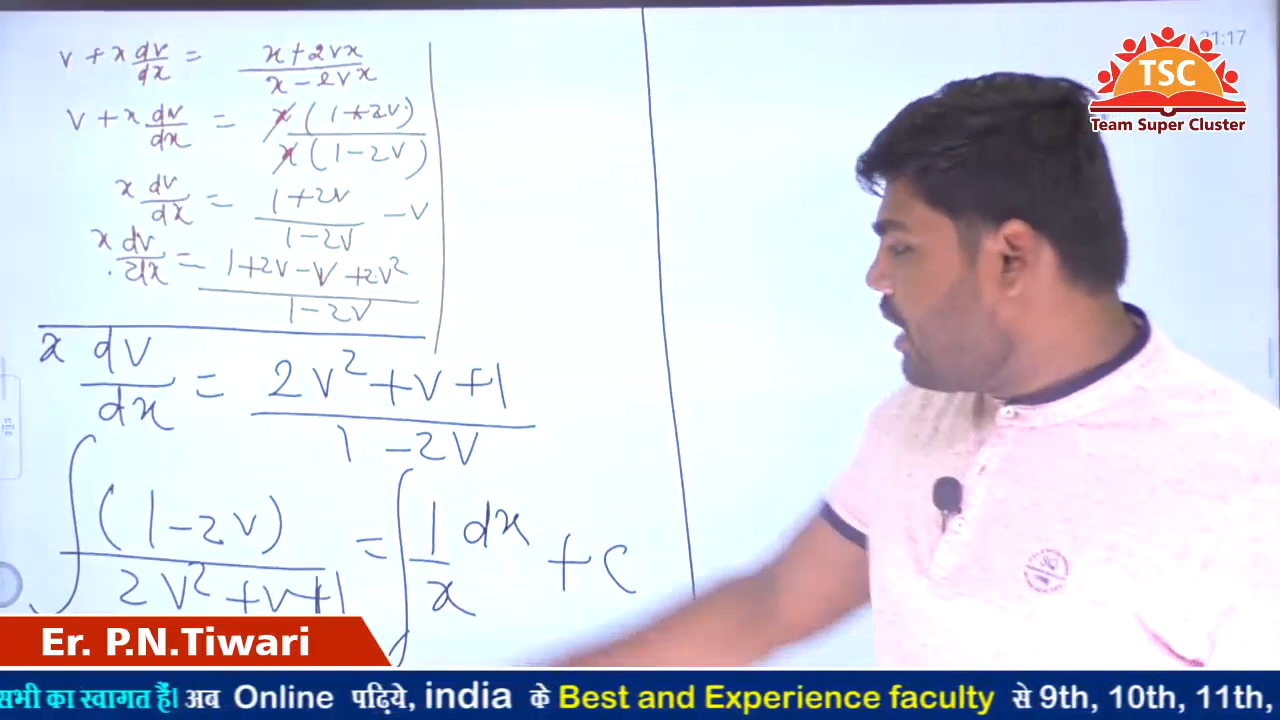 v + x dv/dx = x+2vx / x-2vx
v + x dv/dx = x(1+2v) / x(1-2v)
x dv/dx = 1+2v / 1-2v - v
x dv/dx = 1+2v-v+2v² / 1-2v
x dv/dx = 2v²+v+1 / 1-2v
∫ (1-2v) / 2v²+v+1 = ∫ 1/x dx + c
21:17
TSC
Team Super Cluster
Er. P.N.Tiwari
सभी का स्वागत हैं। अब Online पढ़िये, india के Best and Experience faculty से 9th, 10th, 11th,